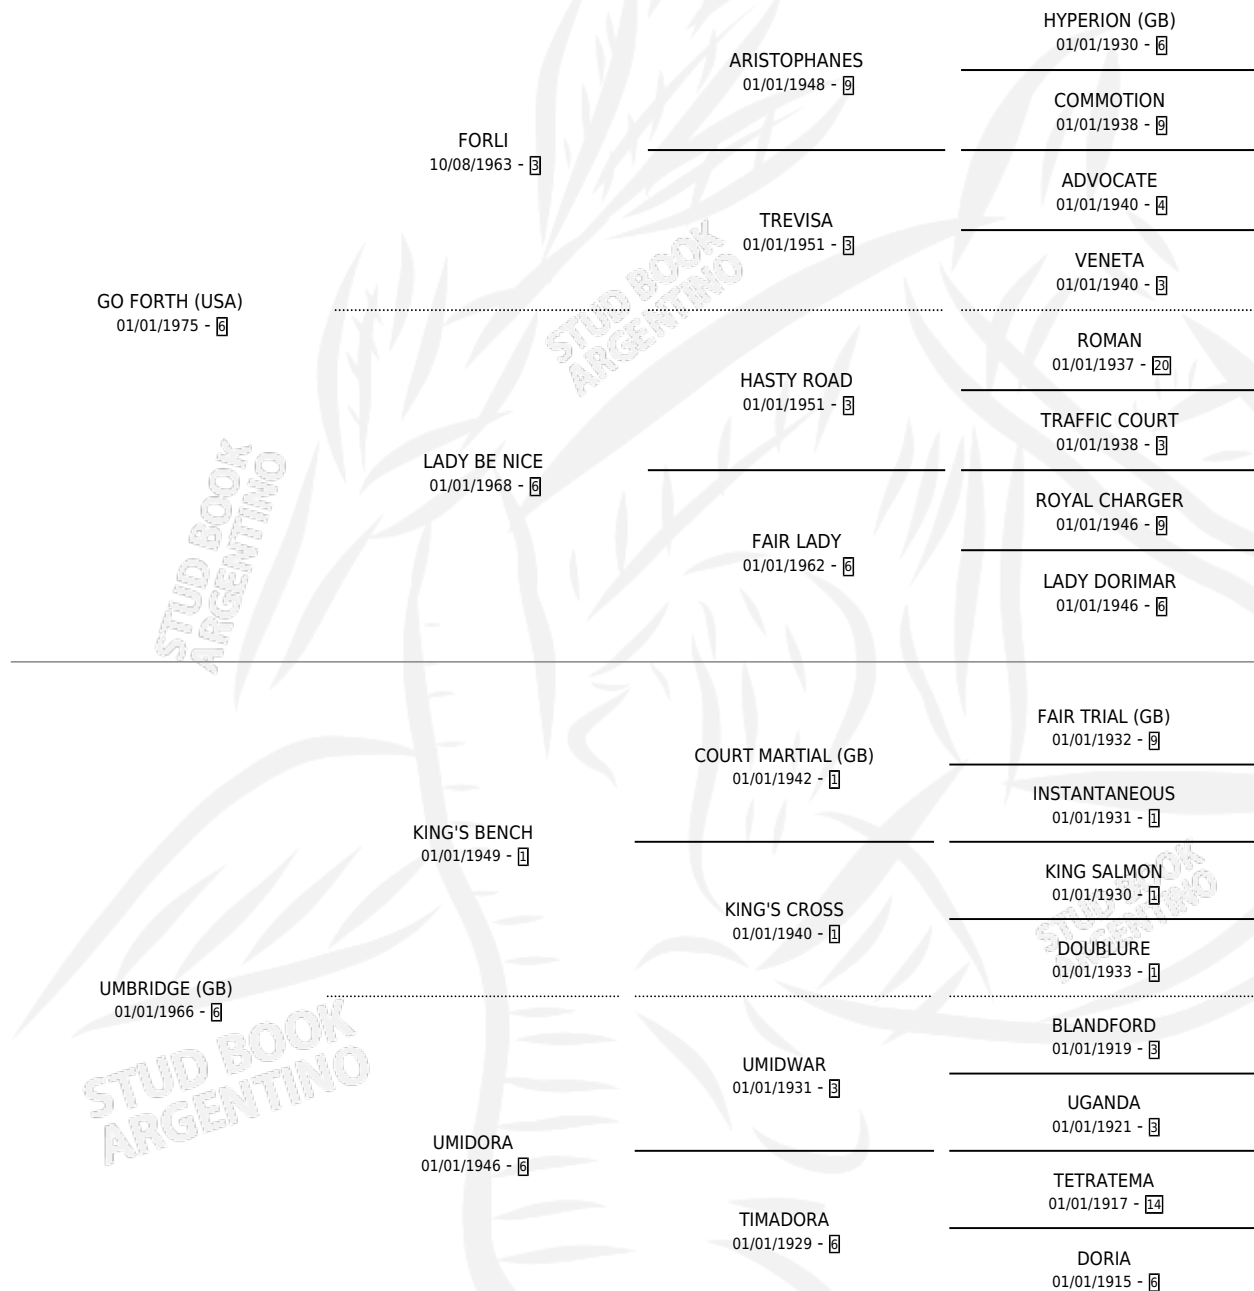 HYPERION (GB)
01/01/1930 - 6
ARISTOPHANES
01/01/1948 - 9
COMMOTION
01/01/1938 - 9
FORLI
10/08/1963 - 3
ADVOCATE
01/01/1940 - 4
TREVISA
01/01/1951 - 3
VENETA
01/01/1940 - 3
GO FORTH (USA)
01/01/1975 - 6
ROMAN
01/01/1937 - 20
HASTY ROAD
01/01/1951 - 3
TRAFFIC COURT
01/01/1938 - 3
LADY BE NICE
01/01/1968 - 6
ROYAL CHARGER
01/01/1946 - 9
FAIR LADY
01/01/1962 - 6
LADY DORIMAR
01/01/1946 - 6
FAIR TRIAL (GB)
01/01/1932 - 9
COURT MARTIAL (GB)
01/01/1942 - 1
INSTANTANEOUS
01/01/1931 - 1
KING'S BENCH
01/01/1949 - 1
KING SALMON
01/01/1930 - 1
KING'S CROSS
01/01/1940 - 1
DOUBLURE
01/01/1933 - 1
UMBRIDGE (GB)
01/01/1966 - 6
BLANDFORD
01/01/1919 - 3
UMIDWAR
01/01/1931 - 3
UGANDA
01/01/1921 - 3
UMIDORA
01/01/1946 - 6
TETRATEMA
01/01/1917 - 14
TIMADORA
01/01/1929 - 6
DORIA
01/01/1915 - 6
STUD BOOK
ARGENTINO
STUD BOOK
ARGENTINO
STUD BOOK
ARGENTINO
STUD BOOK
ARGENTINO